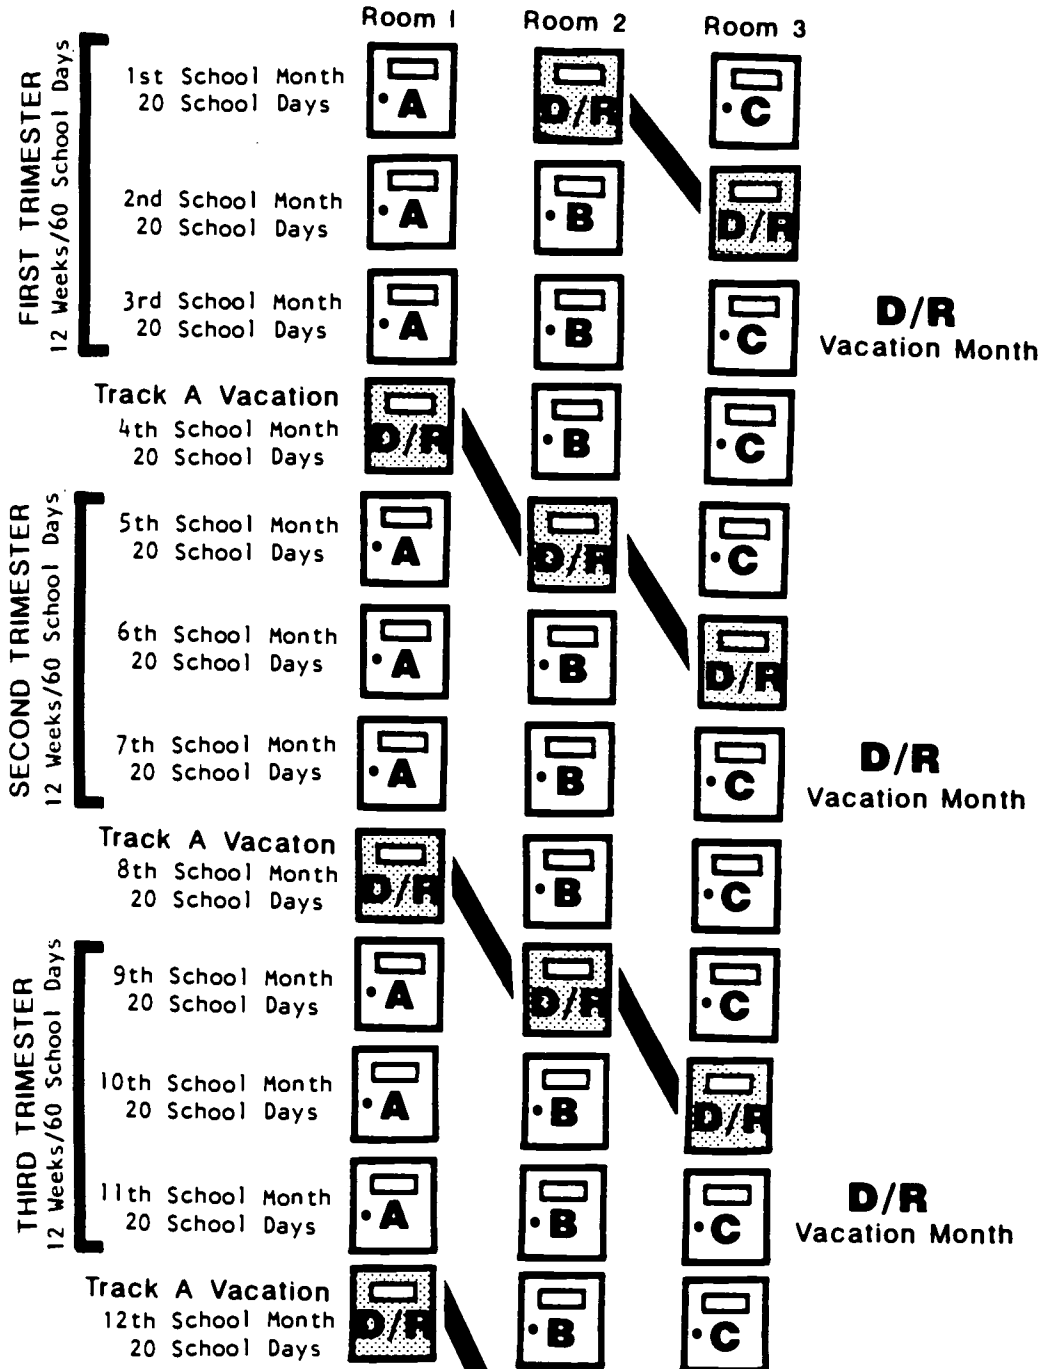 Room 1 Room 2 Room 3
FIRST TRIMESTER
12 Weeks/60 School Days
1st School Month
20 School Days
A D/R C
2nd School Month
20 School Days
A B D/R
3rd School Month
20 School Days
A B C
D/R
Vacation Month
Track A Vacation
4th School Month
20 School Days
D/R B C
SECOND TRIMESTER
12 Weeks/60 School Days
5th School Month
20 School Days
A D/R C
6th School Month
20 School Days
A B D/R
7th School Month
20 School Days
A B C
D/R
Vacation Month
Track A Vacaton
8th School Month
20 School Days
D/R B C
THIRD TRIMESTER
12 Weeks/60 School Days
9th School Month
20 School Days
A D/R C
10th School Month
20 School Days
A B D/R
11th School Month
20 School Days
A B C
D/R
Vacation Month
Track A Vacation
12th School Month
20 School Days
D/R B C